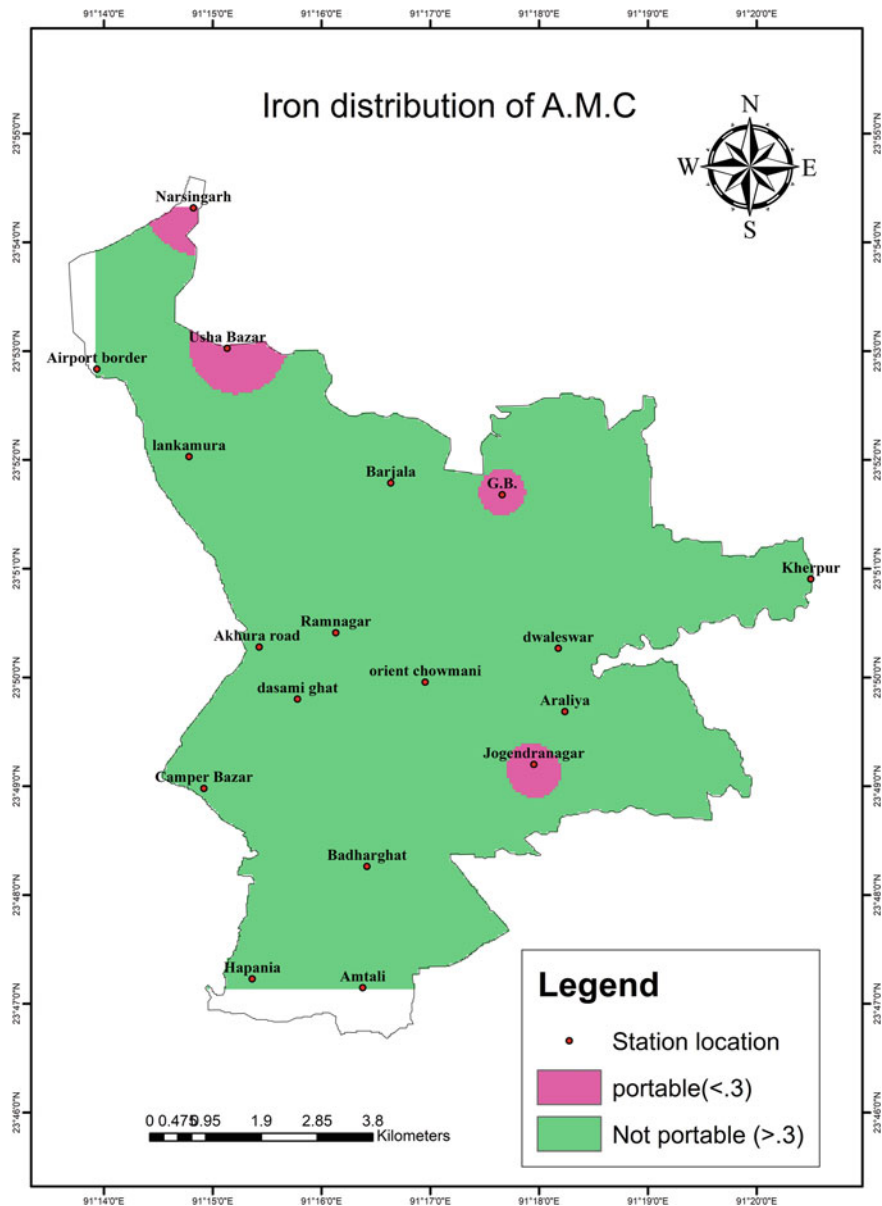 91°14'0"E 91°15'0"E 91°16'0"E 91°17'0"E 91°18'0"E 91°19'0"E 91°20'0"E
Iron distribution of A.M.C
N
W E
S
23°55'0"N 23°55'0"N
Narsingarh
23°54'0"N 23°54'0"N
Usha Bazar
23°53'0"N 23°53'0"N
Airport border
lankamura
23°52'0"N 23°52'0"N
Barjala
G.B.
23°51'0"N 23°51'0"N
Kherpur
Ramnagar
Akhura road
dwaleswar
orient chowmani
23°50'0"N 23°50'0"N
dasami ghat
Araliya
Jogendranagar
Camper Bazar
23°49'0"N 23°49'0"N
Badharghat
23°48'0"N 23°48'0"N
Hapania
Amtali
23°47'0"N 23°47'0"N
Legend
Station location
portable(<.3)
Not portable (>.3)
23°46'0"N 23°46'0"N
0 0.475 0.95 1.9 2.85 3.8
Kilometers
91°14'0"E 91°15'0"E 91°16'0"E 91°17'0"E 91°18'0"E 91°19'0"E 91°20'0"E